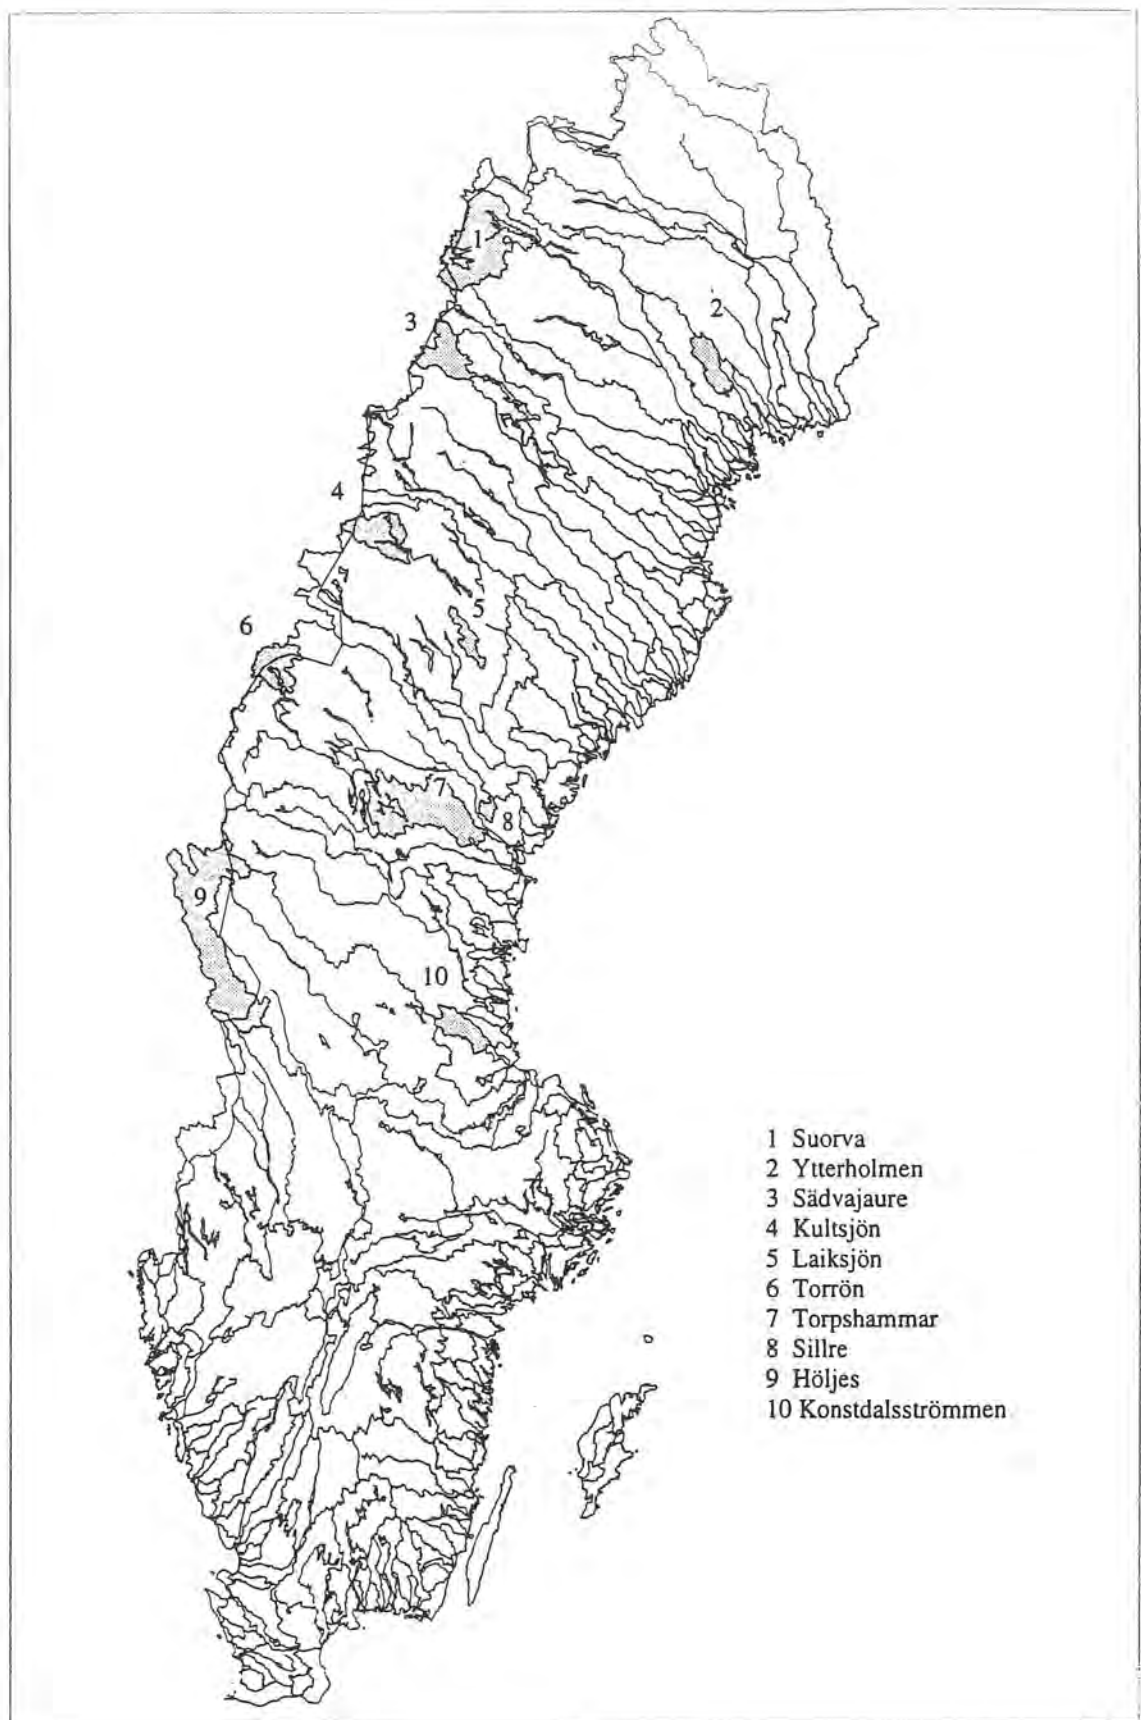 1
2
3
4
5
6
7
8
9
10
1 Suorva
2 Ytterholmen
3 Sädvajaure
4 Kultsjön
5 Laiksjön
6 Torrön
7 Torpshammar
8 Sillre
9 Höljes
10 Konstdalsströmmen